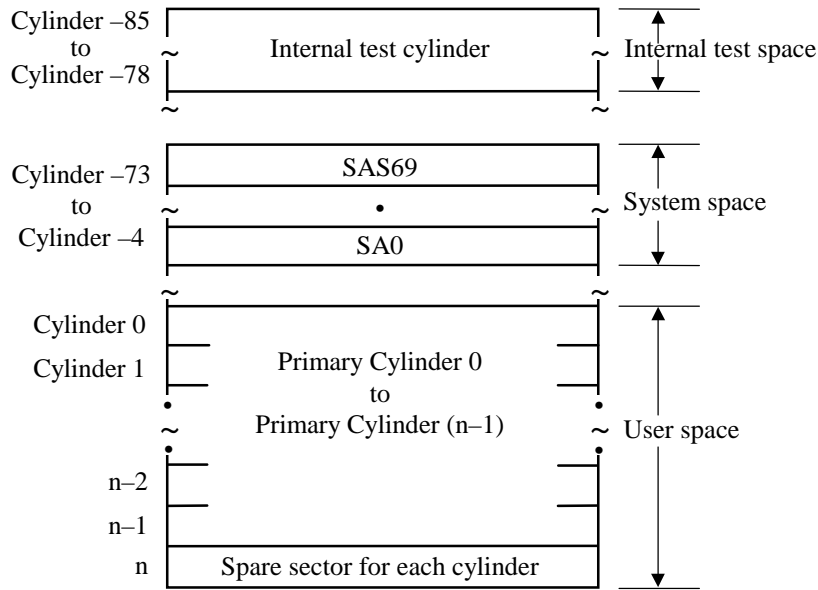 Cylinder –85
to
Cylinder –78
Internal test cylinder
Internal test space
Cylinder –73
to
Cylinder –4
SAS69
•
SA0
System space
Cylinder 0
Cylinder 1
Primary Cylinder 0
to
Primary Cylinder (n–1)
User space
n–2
n–1
n
Spare sector for each cylinder